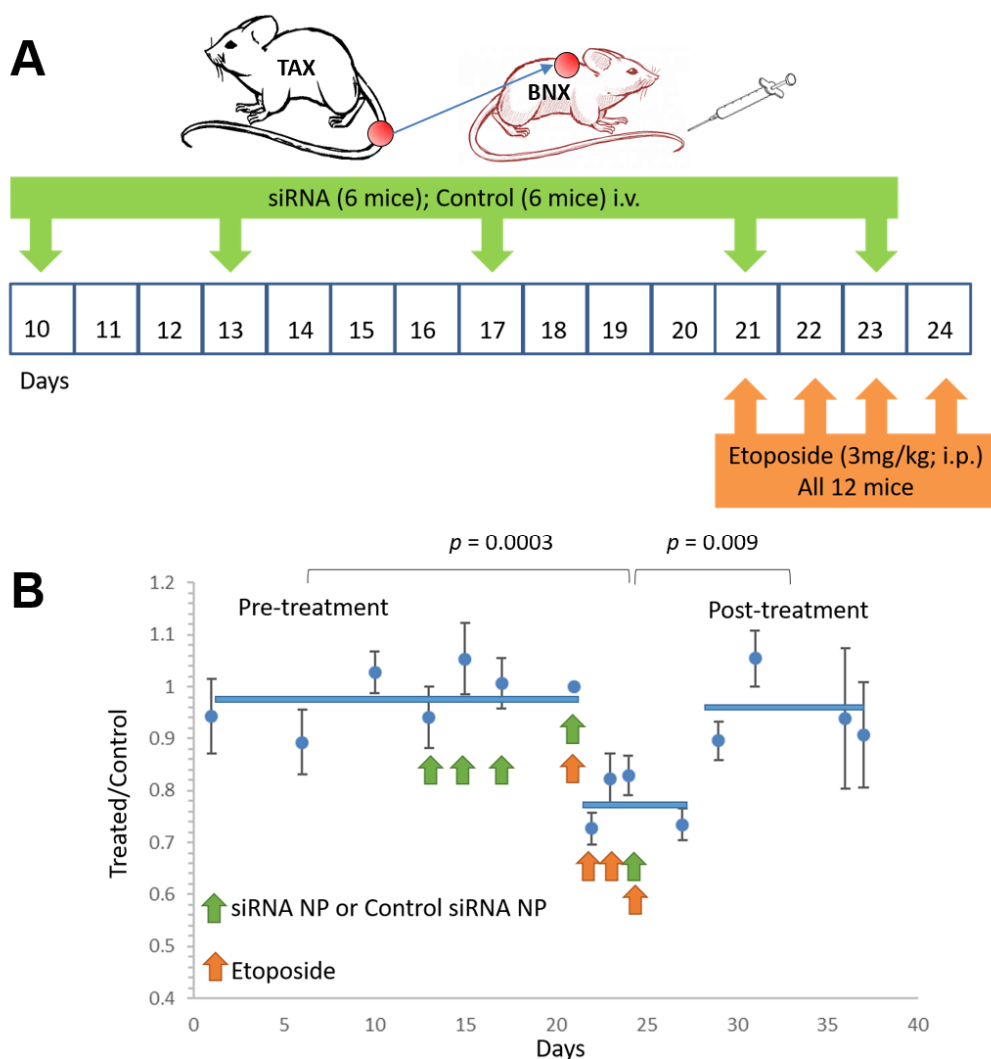 A
TAX
BNX
siRNA (6 mice); Control (6 mice) i.v.
10 11 12 13 14 15 16 17 18 19 20 21 22 23 24
Days
Etoposide (3mg/kg; i.p.)
All 12 mice
p = 0.0003
p = 0.009
B
Pre-treatment
Post-treatment
1.2
1.1
1
0.9
0.8
0.7
0.6
0.5
0.4
Treated/Control
siRNA NP or Control siRNA NP
Etoposide
0 5 10 15 20 25 30 35 40
Days